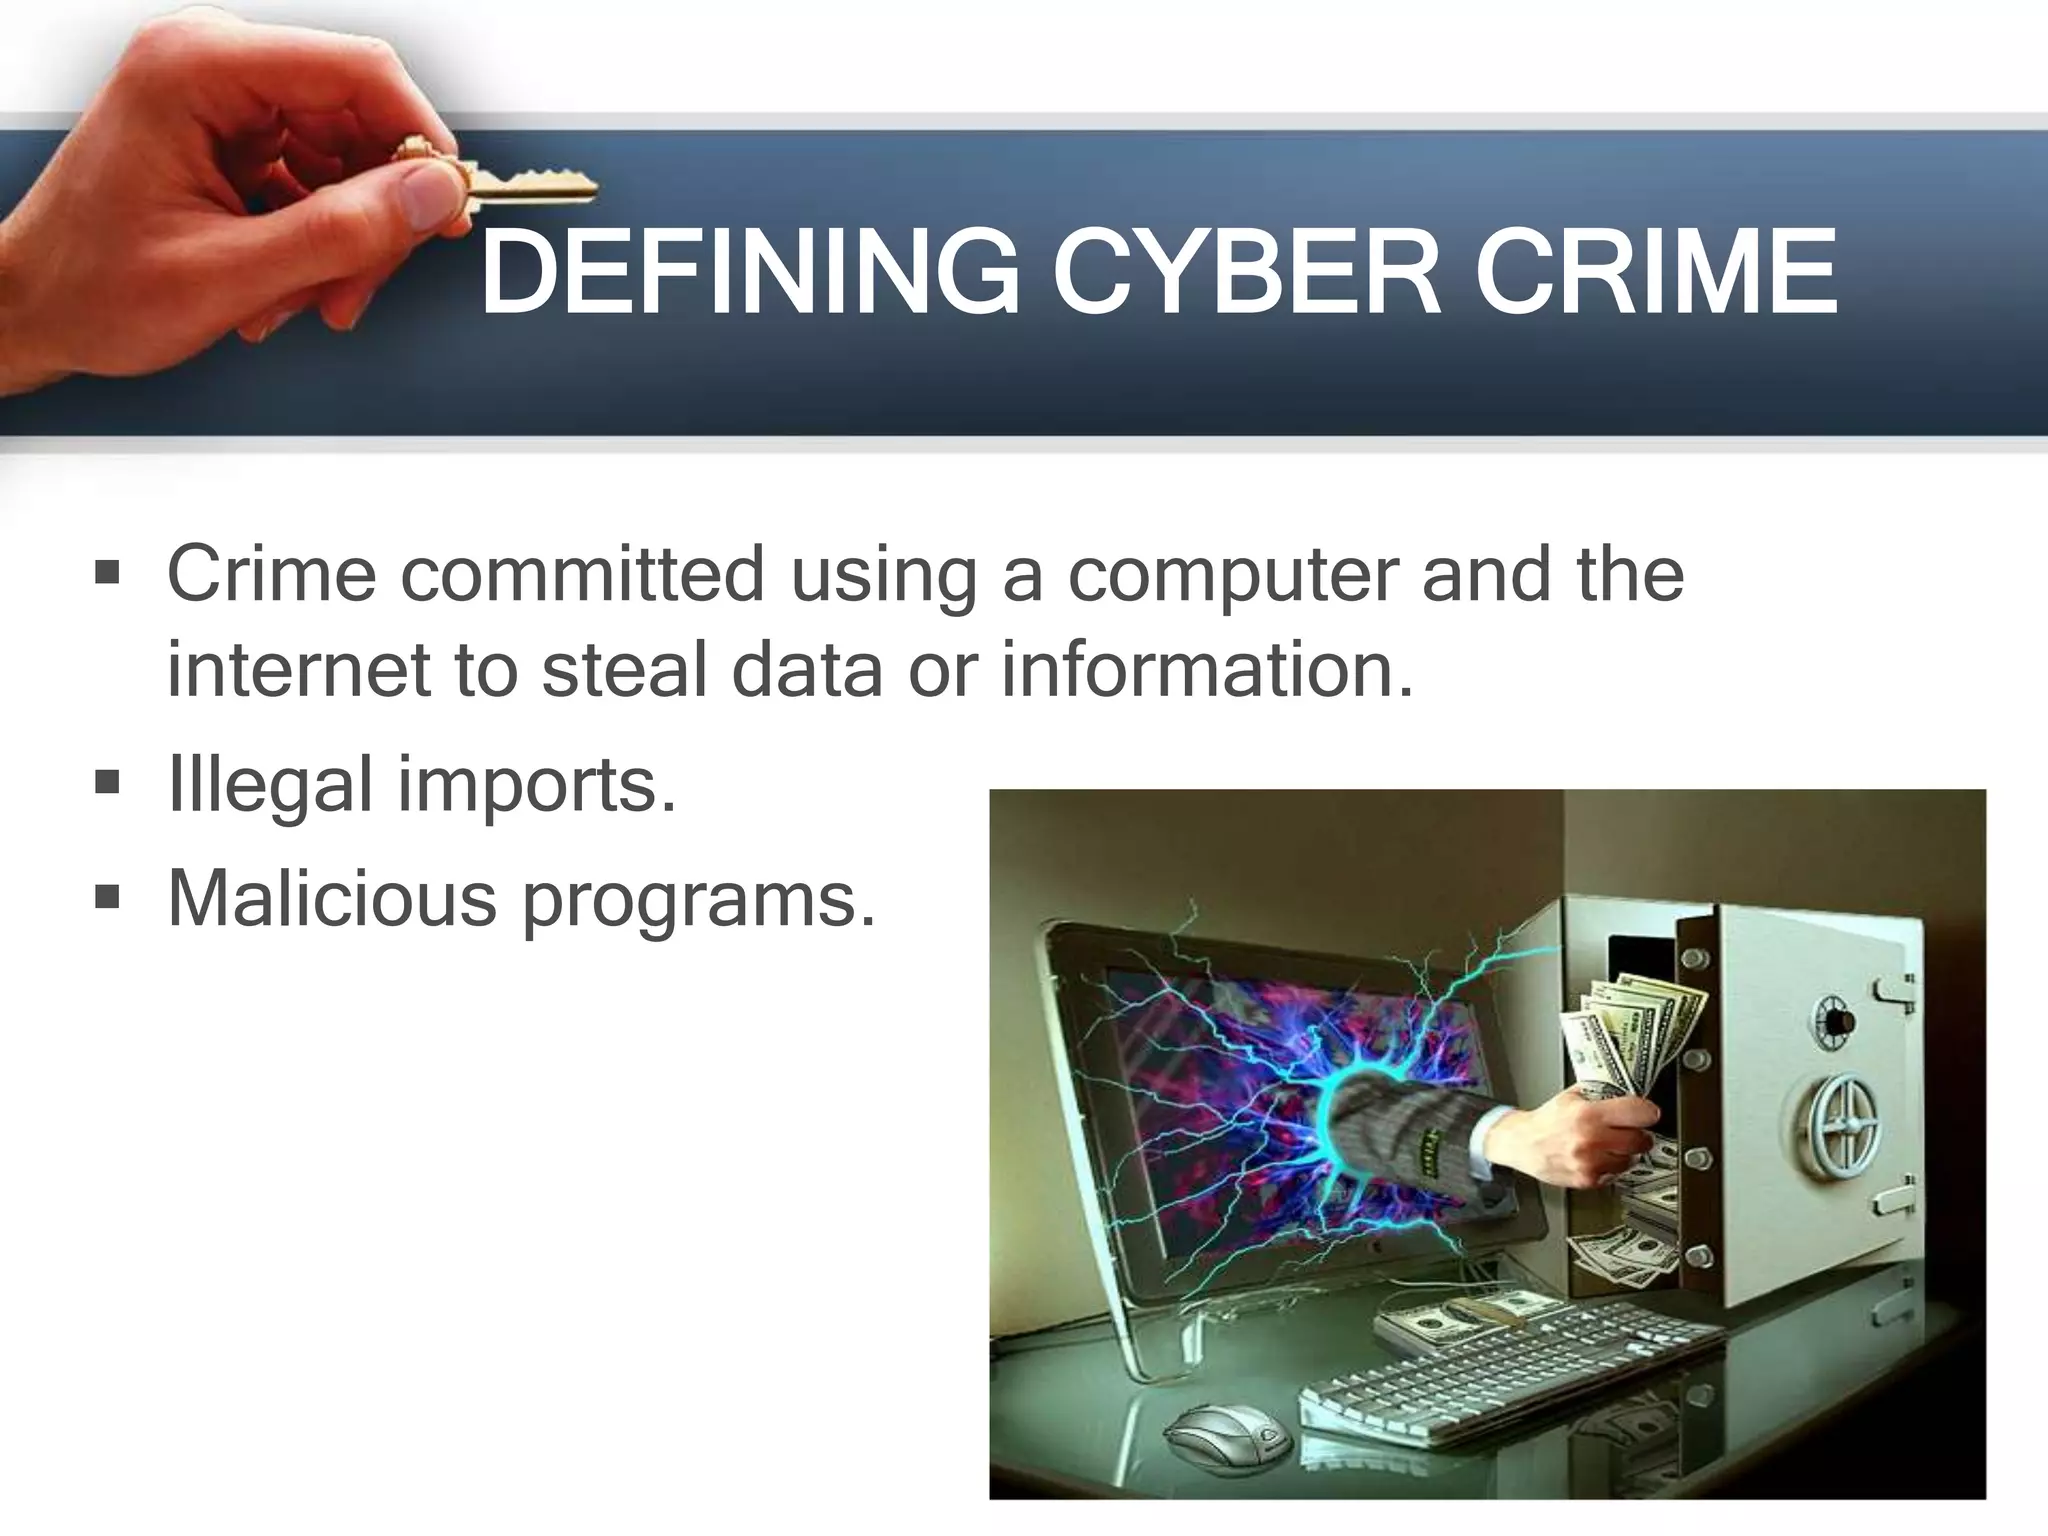 DEFINING CYBER CRIME
▪ Crime committed using a computer and the
internet to steal data or information.
▪ Illegal imports.
▪ Malicious programs.